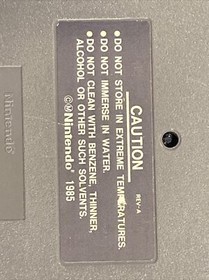 CAUTION
REV-A
• DO NOT STORE IN EXTREME TEMPERATURES.
• DO NOT IMMERSE IN WATER.
• DO NOT CLEAN WITH BENZENE, THINNER,
ALCOHOL OR OTHER SUCH SOLVENTS.
©Ⓜ Nintendo® 1985
Nintendo